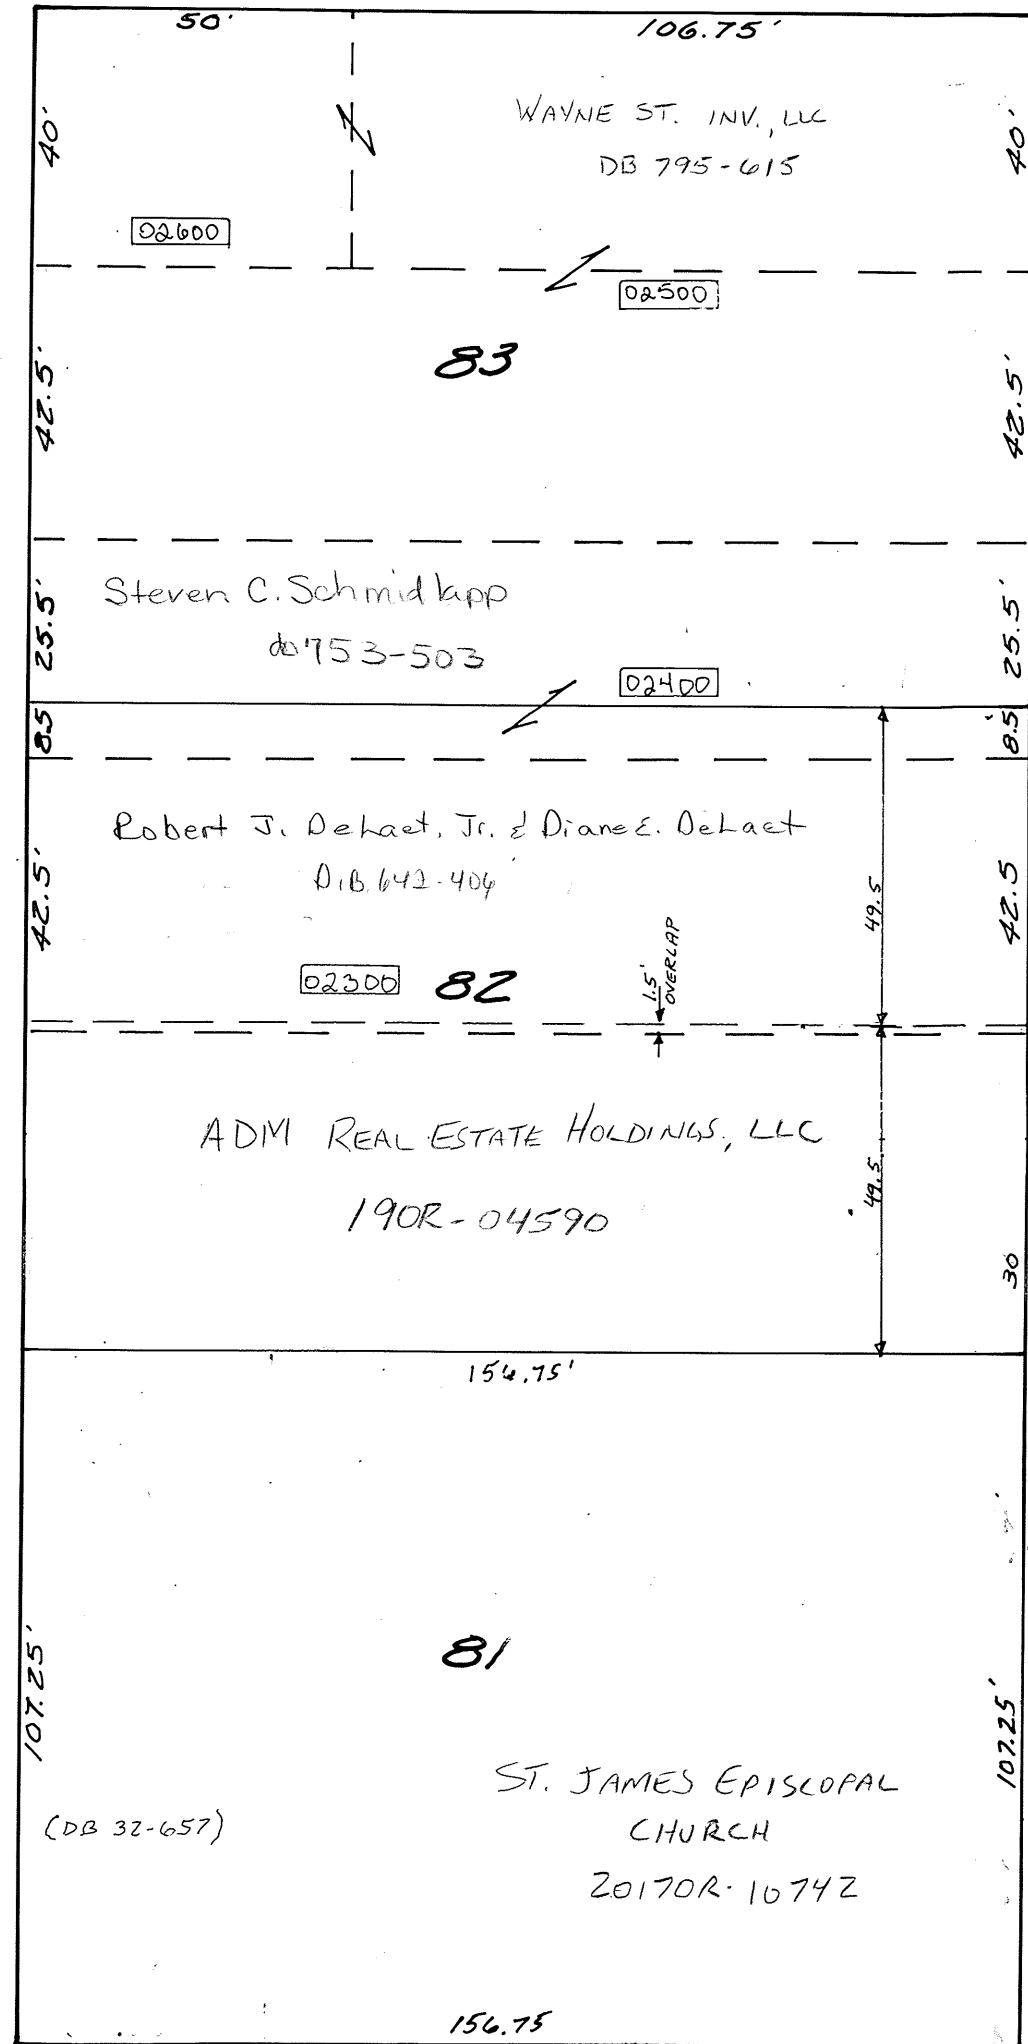 50'
106.75'
40'
WAYNE ST. INV., LLC
DB 795-615
40'
02600
02500
83
42.5'
42.5'
Steven C. Schmidlapp
db 753-503
25.5'
25.5'
02400
8.5
8.5'
Robert J. DeLaet, Jr. & Diane E. DeLaet
D.B. 642-406
42.5'
42.5
49.5
1.5'
OVERLAP
02300
82
ADM REAL ESTATE HOLDINGS, LLC
190R-04590
49.5
30
156.75'
81
107.25'
107.25'
ST. JAMES EPISCOPAL
CHURCH
20170R-10742
(DB 32-657)
156.75